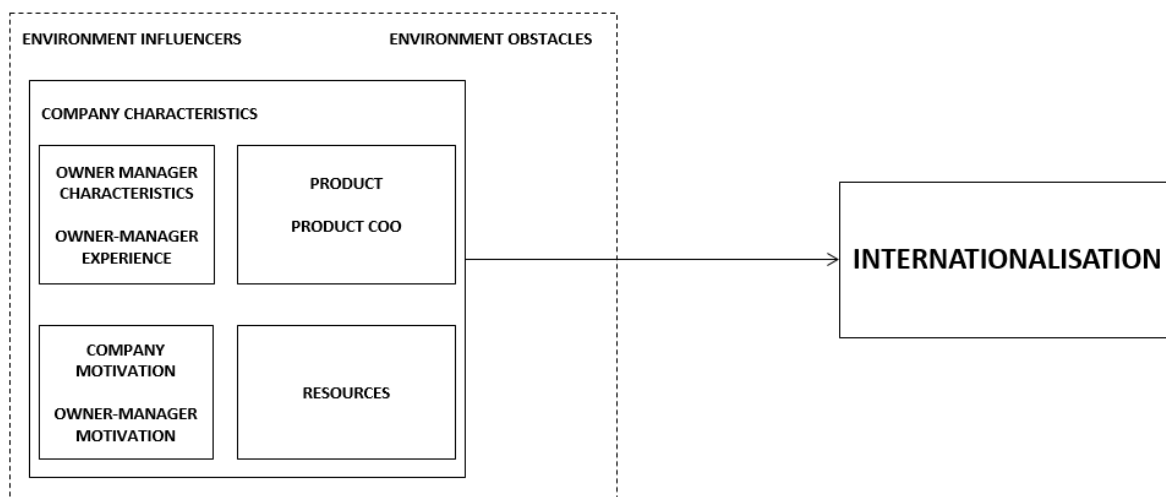 ENVIRONMENT INFLUENCERS
ENVIRONMENT OBSTACLES
COMPANY CHARACTERISTICS
OWNER MANAGER
CHARACTERISTICS
OWNER-MANAGER
EXPERIENCE
PRODUCT
PRODUCT COO
COMPANY
MOTIVATION
OWNER-MANAGER
MOTIVATION
RESOURCES
INTERNATIONALISATION